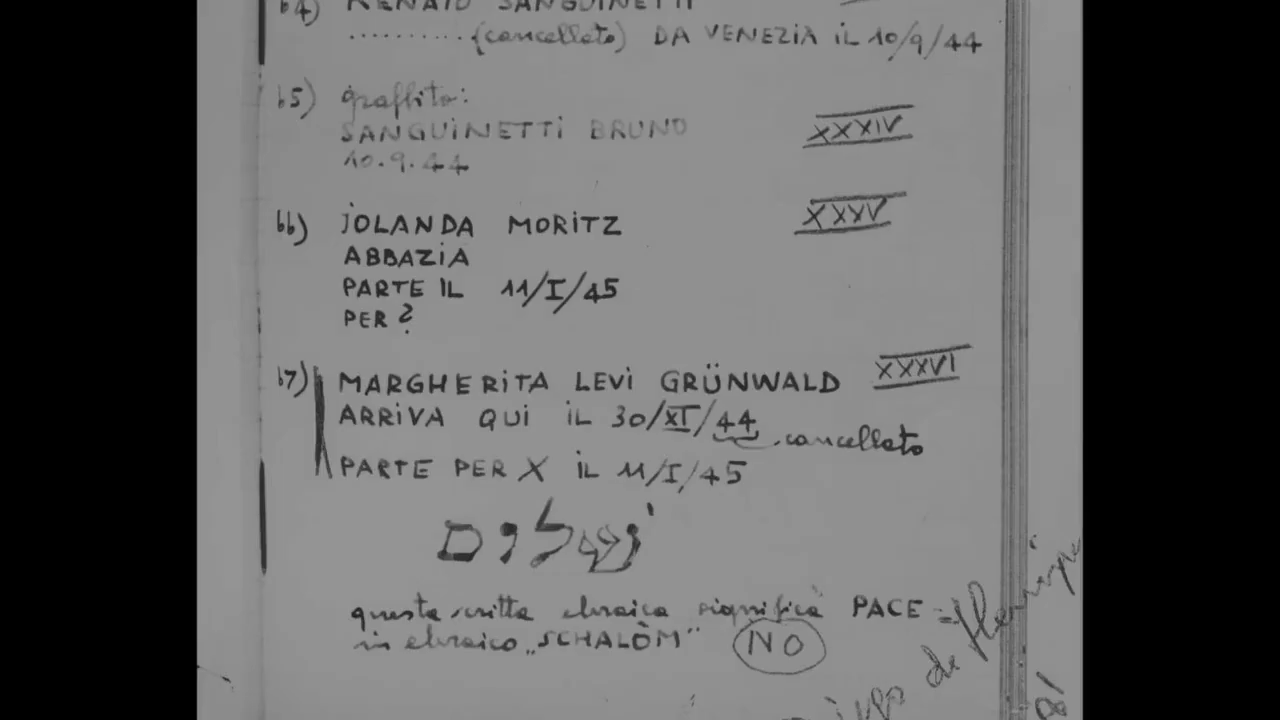 64) RENATO SANGUINETTI
.......... (cancellato) DA VENEZIA IL 10/9/44
65) graffito:
SANGUINETTI BRUNO
XXXIV
10.9.44
66) JOLANDA MORITZ
XXXV
ABBAZIA
PARTE IL 11/I/45
PER ?
67) MARGHERITA LEVI GRÜNWALD
XXXVI
ARRIVA QUI IL 30/XI/44
cancellato
PARTE PER X IL 11/I/45
questa scritta ebraica significa PACE =
in ebraico „SCHALÒM"
NO
de